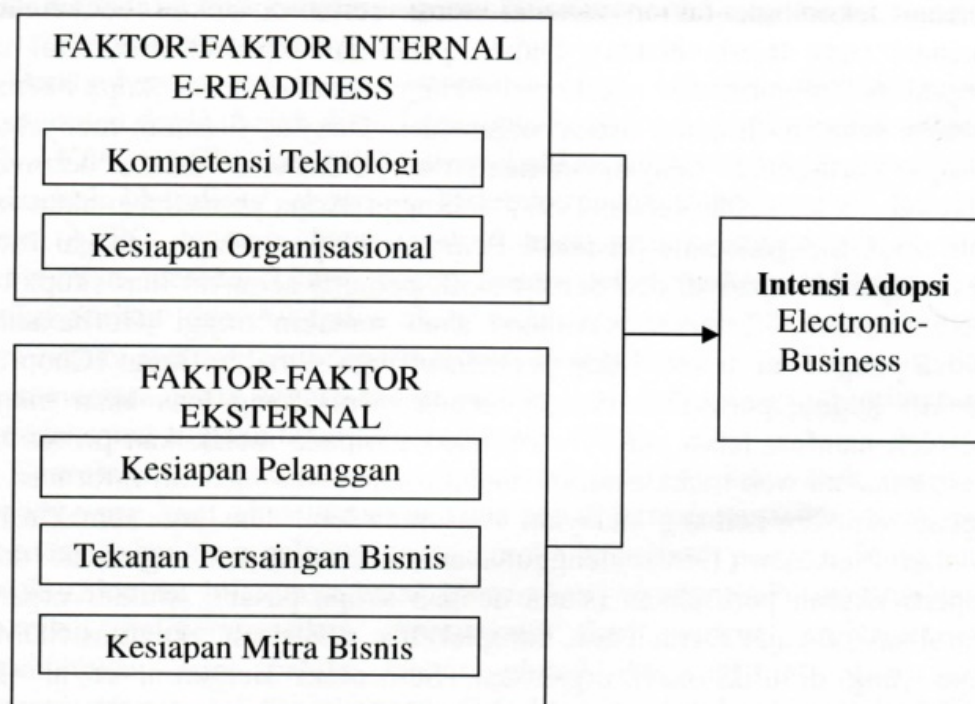 FAKTOR-FAKTOR INTERNAL
E-READINESS
Kompetensi Teknologi
Kesiapan Organisasional
FAKTOR-FAKTOR
EKSTERNAL
Kesiapan Pelanggan
Tekanan Persaingan Bisnis
Kesiapan Mitra Bisnis
Intensi Adopsi
Electronic-
Business